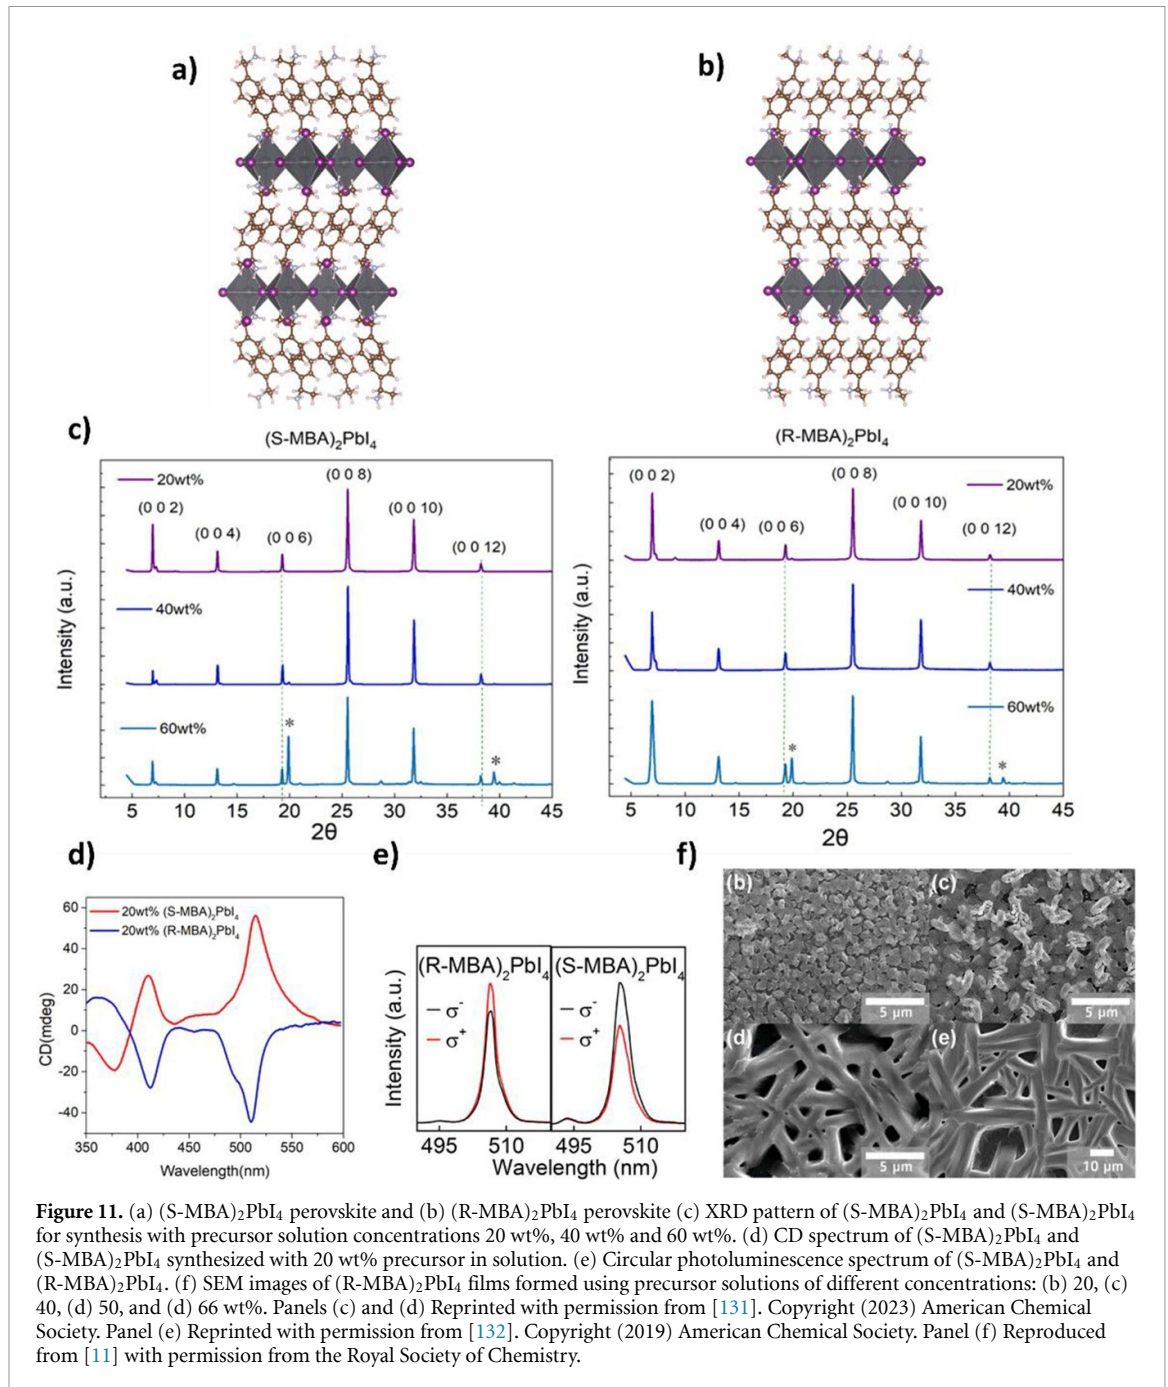 a)
b)
c)
(S-MBA)₂PbI₄
20wt%
(0 0 2)
(0 0 4)
(0 0 6)
(0 0 8)
(0 0 10)
(0 0 12)
40wt%
60wt%
*
*
Intensity (a.u.)
5 10 15 20 25 30 35 40 45
2θ
(R-MBA)₂PbI₄
(0 0 2)
(0 0 4)
(0 0 6)
(0 0 8)
(0 0 10)
(0 0 12)
20wt%
40wt%
60wt%
*
*
Intensity (a.u.)
5 10 15 20 25 30 35 40 45
2θ
d)
20wt% (S-MBA)₂PbI₄
20wt% (R-MBA)₂PbI₄
CD(mdeg)
60
40
20
0
-20
-40
350 400 450 500 550 600
Wavelength(nm)
e)
(R-MBA)₂PbI₄
σ⁻
σ⁺
(S-MBA)₂PbI₄
σ⁻
σ⁺
Intensity (a.u.)
495 510 495 510
Wavelength (nm)
f)
(b)
5 µm
(c)
5 µm
(d)
5 µm
(e)
10 µm
Figure 11. (a) (S-MBA)₂PbI₄ perovskite and (b) (R-MBA)₂PbI₄ perovskite (c) XRD pattern of (S-MBA)₂PbI₄ and (S-MBA)₂PbI₄
for synthesis with precursor solution concentrations 20 wt%, 40 wt% and 60 wt%. (d) CD spectrum of (S-MBA)₂PbI₄ and
(S-MBA)₂PbI₄ synthesized with 20 wt% precursor in solution. (e) Circular photoluminescence spectrum of (S-MBA)₂PbI₄ and
(R-MBA)₂PbI₄. (f) SEM images of (R-MBA)₂PbI₄ films formed using precursor solutions of different concentrations: (b) 20, (c)
40, (d) 50, and (d) 66 wt%. Panels (c) and (d) Reprinted with permission from [131]. Copyright (2023) American Chemical
Society. Panel (e) Reprinted with permission from [132]. Copyright (2019) American Chemical Society. Panel (f) Reproduced
from [11] with permission from the Royal Society of Chemistry.